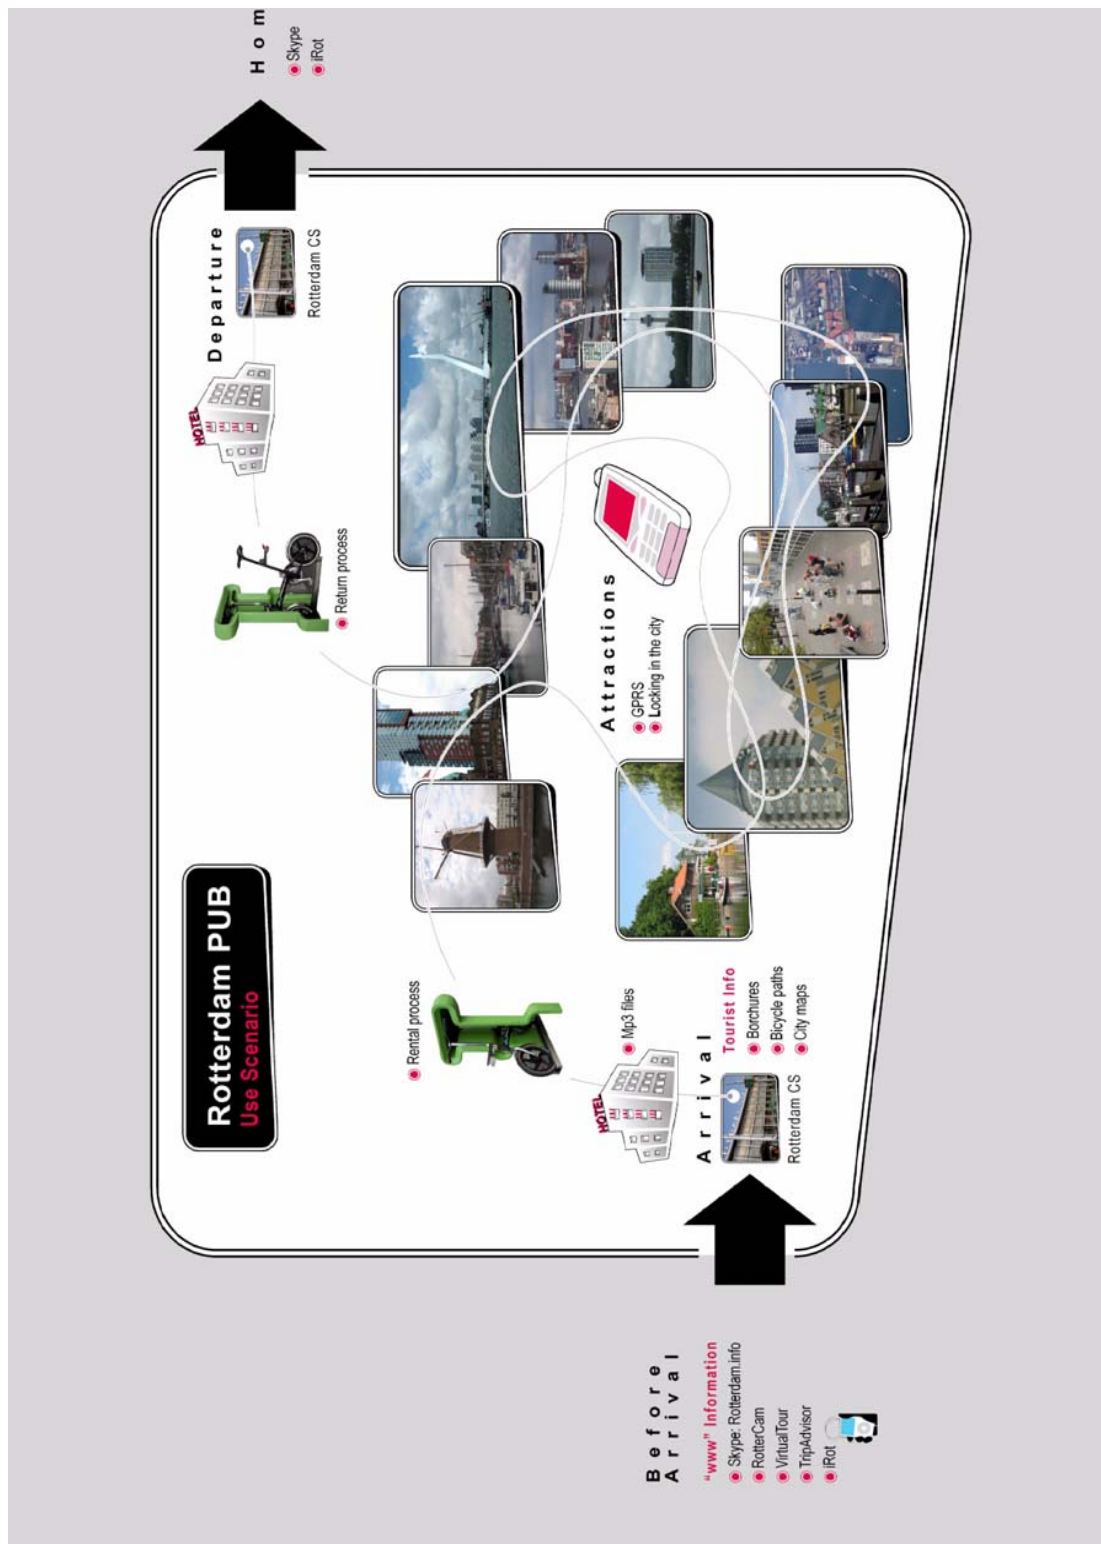 Rotterdam PUB
Use Scenario
Before
Arrival
"www" Information
Skype: Rotterdam.info
RotterCam
VirtualTour
TripAdvisor
iRot
Arrival
Rotterdam CS
Tourist Info
Borchures
Bicycle paths
City maps
HOTEL
Mp3 files
Rental process
Attractions
GPRS
Locking in the city
Return process
HOTEL
Departure
Rotterdam CS
Hom
Skype
iRot